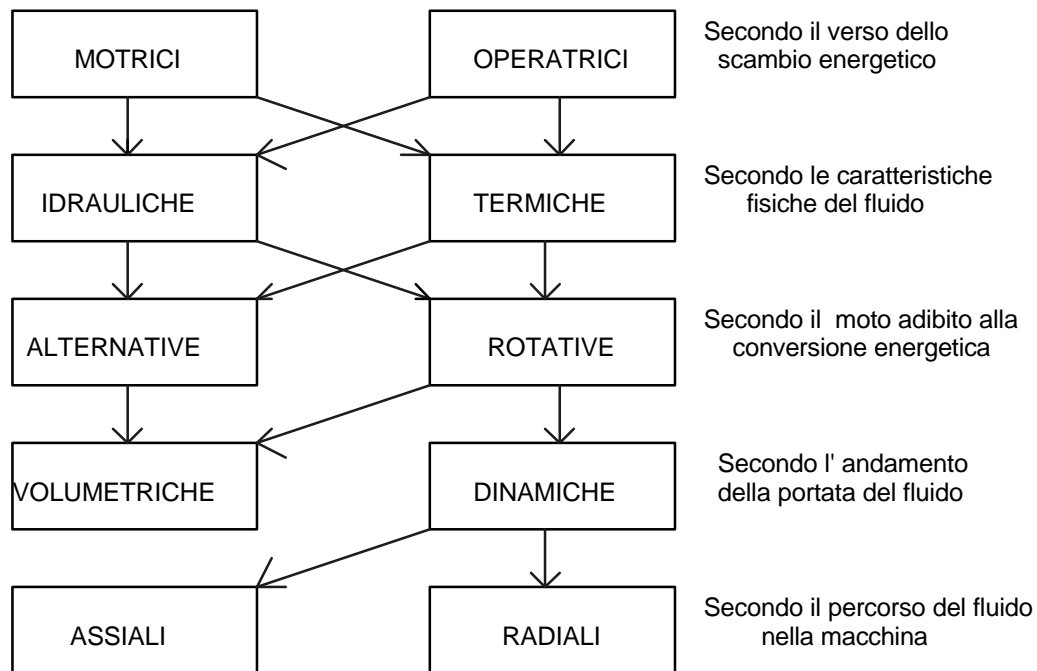 MOTRICI
OPERATRICI
Secondo il verso dello
scambio energetico
IDRAULICHE
TERMICHE
Secondo le caratteristiche
fisiche del fluido
ALTERNATIVE
ROTATIVE
Secondo il moto adibito alla
conversione energetica
VOLUMETRICHE
DINAMICHE
Secondo l' andamento
della portata del fluido
ASSIALI
RADIALI
Secondo il percorso del fluido
nella macchina